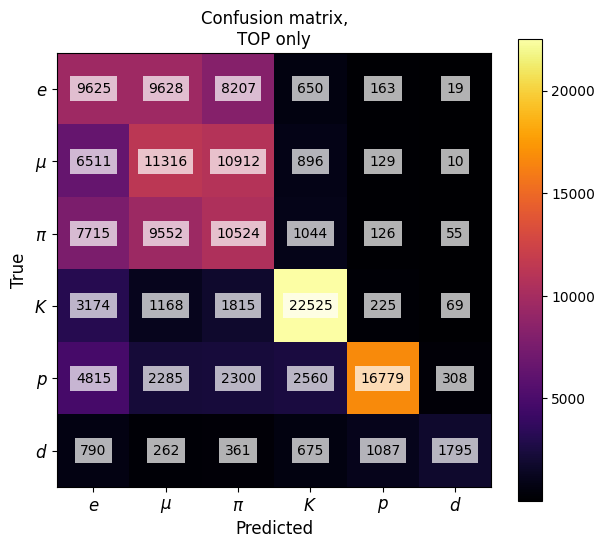 Confusion matrix,
TOP only
e 9625 9628 8207 650 163 19
μ 6511 11316 10912 896 129 10
π 7715 9552 10524 1044 126 55
K 3174 1168 1815 22525 225 69
p 4815 2285 2300 2560 16779 308
d 790 262 361 675 1087 1795
e μ π K p d
Predicted
True
20000
15000
10000
5000